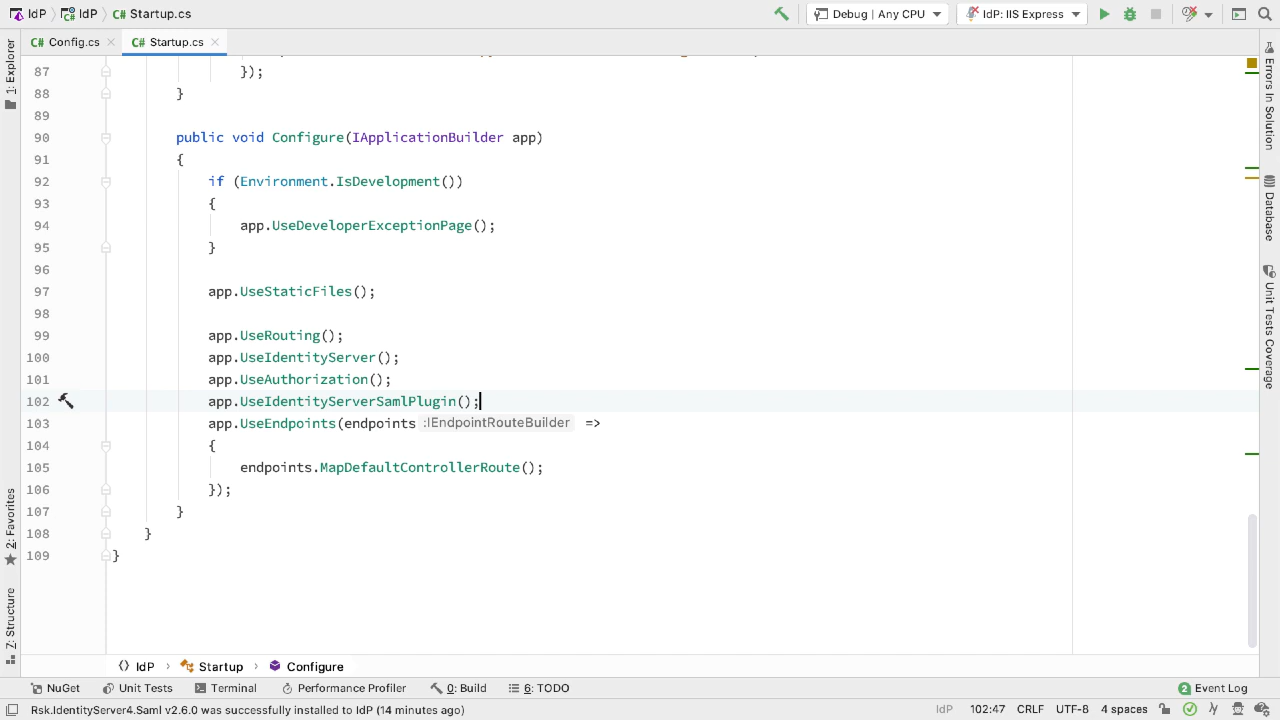 IdP IdP C# Startup.cs Debug | Any CPU IdP: IIS Express
C# Config.cs C# Startup.cs
1: Explorer
2: Favorites
Z: Structure
87 });
88 }
89
90 public void Configure(IApplicationBuilder app)
91 {
92 if (Environment.IsDevelopment())
93 {
94 app.UseDeveloperExceptionPage();
95 }
96
97 app.UseStaticFiles();
98
99 app.UseRouting();
100 app.UseIdentityServer();
101 app.UseAuthorization();
102 app.UseIdentityServerSamlPlugin();
103 app.UseEndpoints(endpoints :IEndpointRouteBuilder =>
104 {
105 endpoints.MapDefaultControllerRoute();
106 });
107 }
108 }
109 }
Errors In Solution
Database
Unit Tests Coverage
{} IdP Startup Configure
NuGet Unit Tests Terminal Performance Profiler 0: Build 6: TODO 2 Event Log
Rsk.IdentityServer4.Saml v2.6.0 was successfully installed to IdP (14 minutes ago) IdP 102:47 CRLF UTF-8 4 spaces